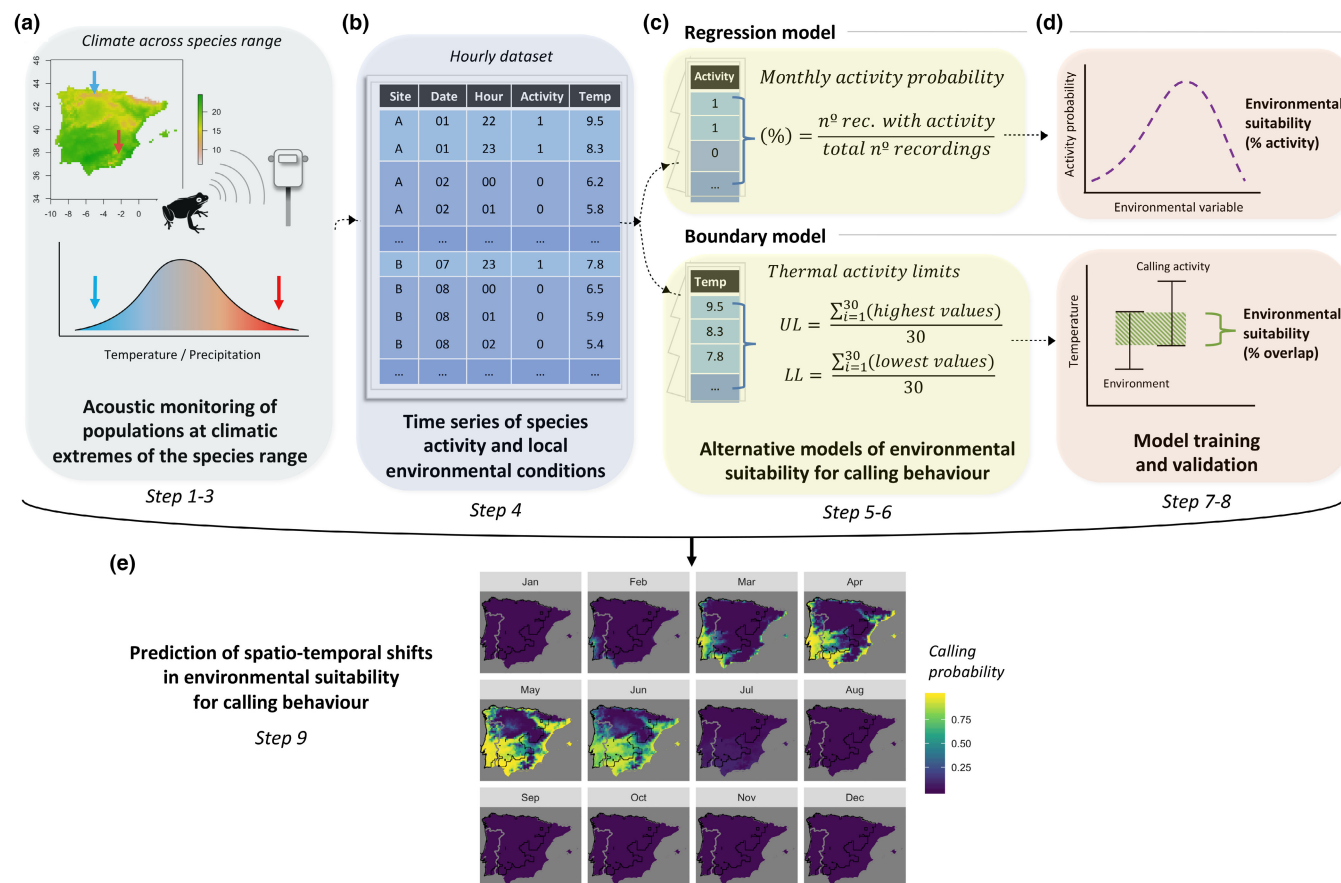 (a)
Climate across species range
46
44
42
40
38
36
34
-10 -8 -6 -4 -2 0
20
15
10
Temperature / Precipitation
Acoustic monitoring of
populations at climatic
extremes of the species range
Step 1-3
(b)
Hourly dataset
Site Date Hour Activity Temp
A 01 22 1 9.5
A 01 23 1 8.3
A 02 00 0 6.2
A 02 01 0 5.8
... ... ... ... ...
B 07 23 1 7.8
B 08 00 0 6.5
B 08 01 0 5.9
B 08 02 0 5.4
... ... ... ... ...
Time series of species
activity and local
environmental conditions
Step 4
(c)
Regression model
Activity
1
1
0
...
Monthly activity probability
(%) = nº rec. with activity
total nº recordings
Boundary model
Temp
9.5
8.3
7.8
...
Thermal activity limits
UL = ∑_{i=1}^{30}(highest values)
30
LL = ∑_{i=1}^{30}(lowest values)
30
Alternative models of environmental
suitability for calling behaviour
Step 5-6
(d)
Activity probability
Environmental variable
Environmental
suitability
(% activity)
Temperature
Calling activity
Environment
Environmental
suitability
(% overlap)
Model training
and validation
Step 7-8
(e)
Prediction of spatio-temporal shifts
in environmental suitability
for calling behaviour
Step 9
Jan Feb Mar Apr
May Jun Jul Aug
Sep Oct Nov Dec
Calling
probability
0.75
0.50
0.25